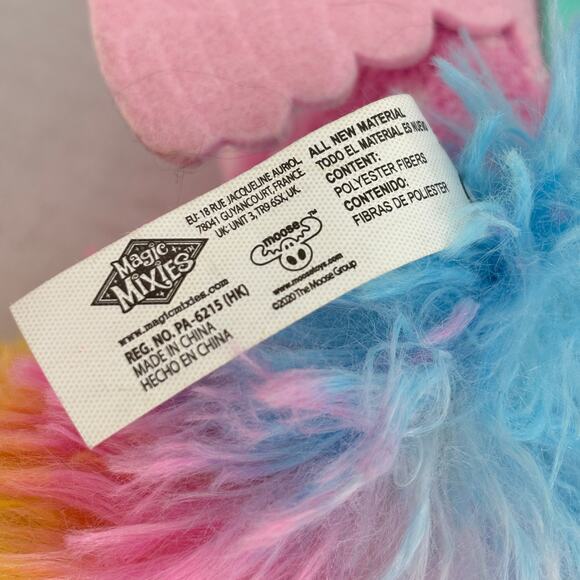 ALL NEW MATERIAL
TODO EL MATERIAL ES NUEVO
CONTENT:
POLYESTER FIBERS
CONTENIDO:
FIBRAS DE POLIESTER
EU- 18 RUE JACQUELINE AURIOL
78041 GUYANCOURT, FRANCE
UK- UNIT 3, TR9 6SX, UK
moose™
www.moosetoys.com
©2020 The Moose Group
Magic
MIXIES™
www.magicmixies.com
REG. NO. PA-6215 (HK)
MADE IN CHINA
HECHO EN CHINA